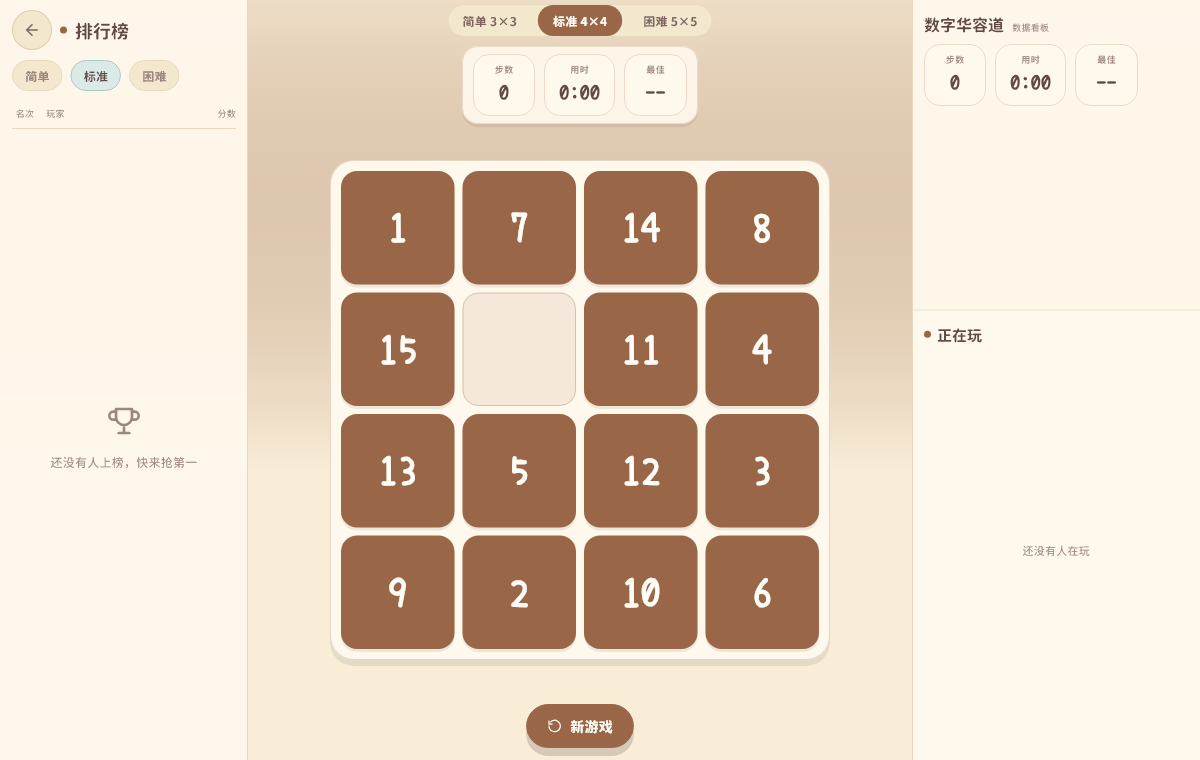 排行榜
简单 标准 困难
名次 玩家 分数
还没有人上榜，快来抢第一
简单 3×3 标准 4×4 困难 5×5
步数 用时 最佳
0 0:00 --
1 7 14 8
15 11 4
13 5 12 3
9 2 10 6
新游戏
数字华容道 数据看板
步数 用时 最佳
0 0:00 --
正在玩
还没有人在玩